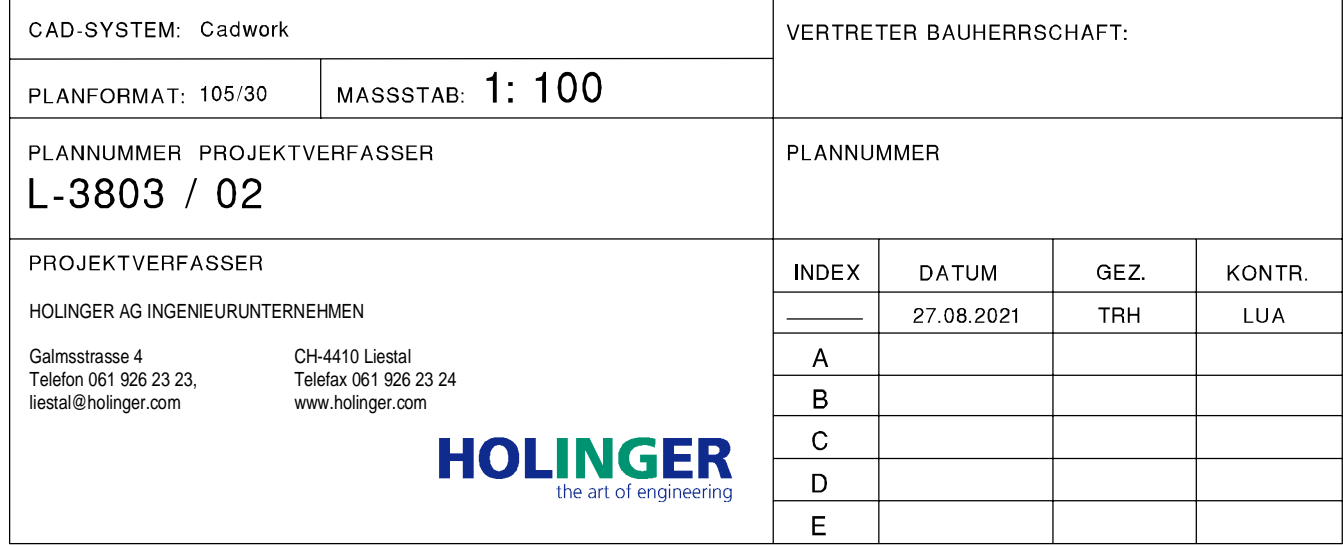 CAD-SYSTEM: Cadwork
VERTRETER BAUHERRSCHAFT:
PLANFORMAT: 105/30
MASSSTAB: 1: 100
PLANNUMMER PROJEKTVERFASSER
L-3803 / 02
PLANNUMMER
PROJEKTVERFASSER
HOLINGER AG INGENIEURUNTERNEHMEN
Galmsstrasse 4 CH-4410 Liestal
Telefon 061 926 23 23, Telefax 061 926 23 24
liestal@holinger.com www.holinger.com
HOLINGER
the art of engineering
INDEX DATUM GEZ. KONTR.
27.08.2021 TRH LUA
A
B
C
D
E